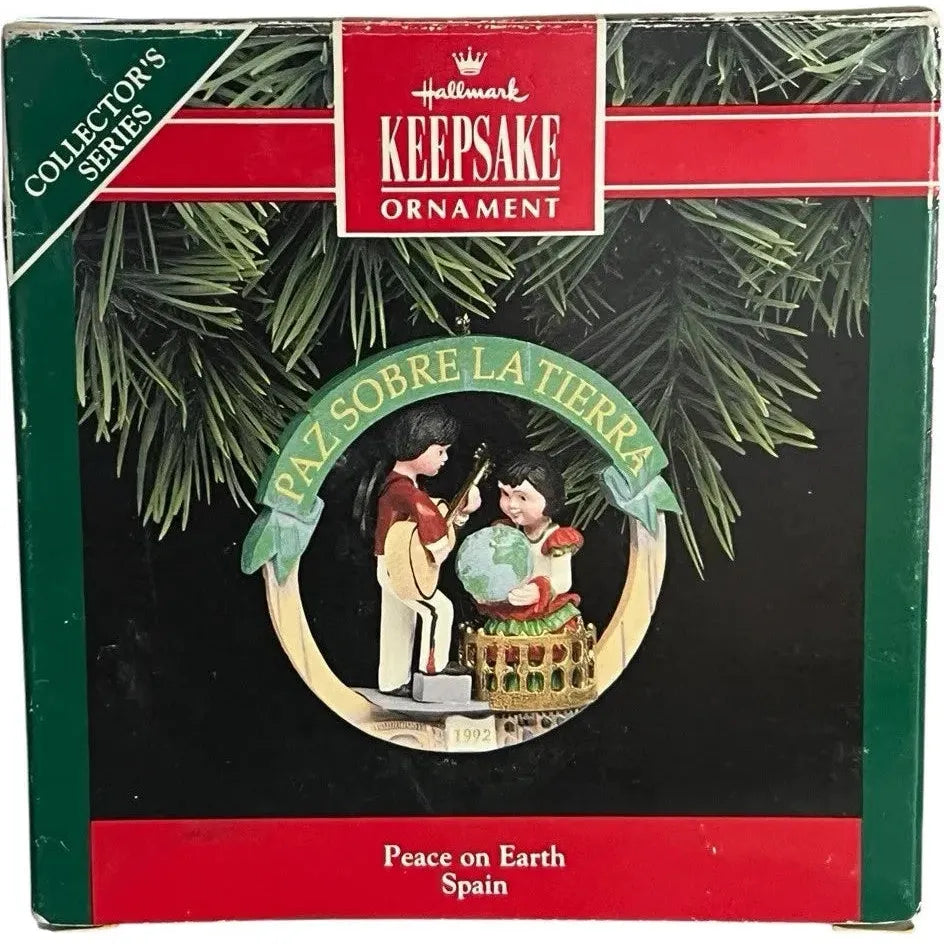 COLLECTOR'S
SERIES
Hallmark
KEEPSAKE
ORNAMENT
PAZ SOBRE LA TIERRA
1992
Peace on Earth
Spain